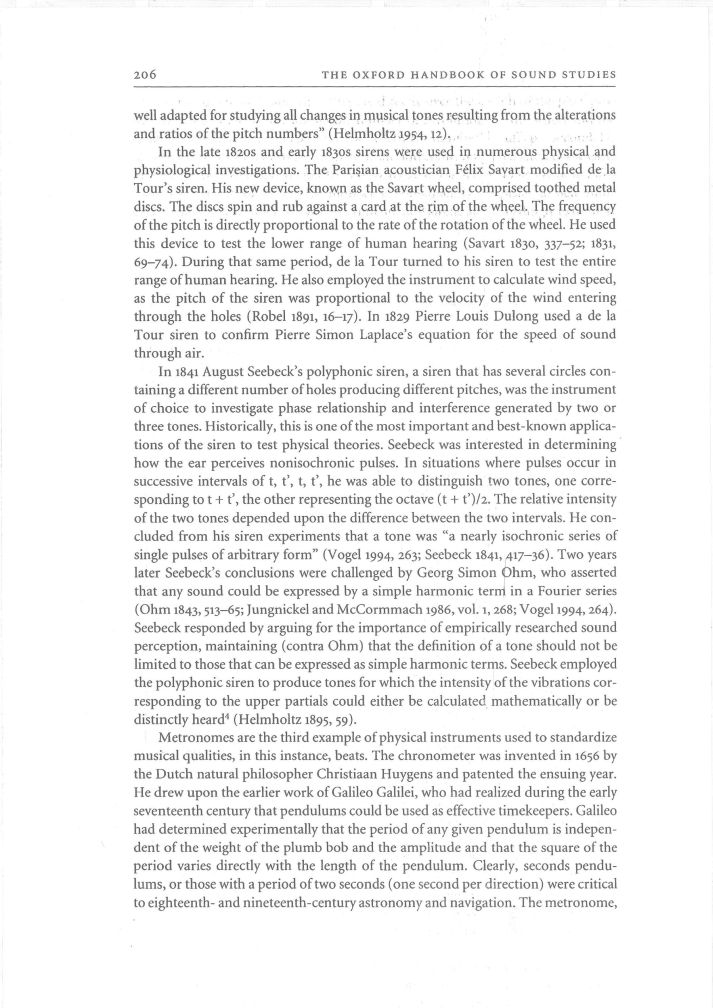 206
THE OXFORD HANDBOOK OF SOUND STUDIES
well adapted for studying all changes in musical tones resulting from the alterations
and ratios of the pitch numbers” (Helmholtz 1954, 12).
In the late 1820s and early 1830s sirens were used in numerous physical and
physiological investigations. The Parisian acoustician Félix Savart modified de la
Tour’s siren. His new device, known as the Savart wheel, comprised toothed metal
discs. The discs spin and rub against a card at the rim of the wheel. The frequency
of the pitch is directly proportional to the rate of the rotation of the wheel. He used
this device to test the lower range of human hearing (Savart 1830, 337–52; 1831,
69–74). During that same period, de la Tour turned to his siren to test the entire
range of human hearing. He also employed the instrument to calculate wind speed,
as the pitch of the siren was proportional to the velocity of the wind entering
through the holes (Robel 1891, 16–17). In 1829 Pierre Louis Dulong used a de la
Tour siren to confirm Pierre Simon Laplace’s equation for the speed of sound
through air.
In 1841 August Seebeck’s polyphonic siren, a siren that has several circles con-
taining a different number of holes producing different pitches, was the instrument
of choice to investigate phase relationship and interference generated by two or
three tones. Historically, this is one of the most important and best-known applica-
tions of the siren to test physical theories. Seebeck was interested in determining
how the ear perceives nonisochronic pulses. In situations where pulses occur in
successive intervals of t, t’, t, t’, he was able to distinguish two tones, one corre-
sponding to t + t’, the other representing the octave (t + t’)/2. The relative intensity
of the two tones depended upon the difference between the two intervals. He con-
cluded from his siren experiments that a tone was “a nearly isochronic series of
single pulses of arbitrary form” (Vogel 1994, 263; Seebeck 1841, 417–36). Two years
later Seebeck’s conclusions were challenged by Georg Simon Ohm, who asserted
that any sound could be expressed by a simple harmonic term in a Fourier series
(Ohm 1843, 513–65; Jungnickel and McCormmach 1986, vol. 1, 268; Vogel 1994, 264).
Seebeck responded by arguing for the importance of empirically researched sound
perception, maintaining (contra Ohm) that the definition of a tone should not be
limited to those that can be expressed as simple harmonic terms. Seebeck employed
the polyphonic siren to produce tones for which the intensity of the vibrations cor-
responding to the upper partials could either be calculated mathematically or be
distinctly heard⁴ (Helmholtz 1895, 59).
Metronomes are the third example of physical instruments used to standardize
musical qualities, in this instance, beats. The chronometer was invented in 1656 by
the Dutch natural philosopher Christiaan Huygens and patented the ensuing year.
He drew upon the earlier work of Galileo Galilei, who had realized during the early
seventeenth century that pendulums could be used as effective timekeepers. Galileo
had determined experimentally that the period of any given pendulum is indepen-
dent of the weight of the plumb bob and the amplitude and that the square of the
period varies directly with the length of the pendulum. Clearly, seconds pendu-
lums, or those with a period of two seconds (one second per direction) were critical
to eighteenth- and nineteenth-century astronomy and navigation. The metronome,